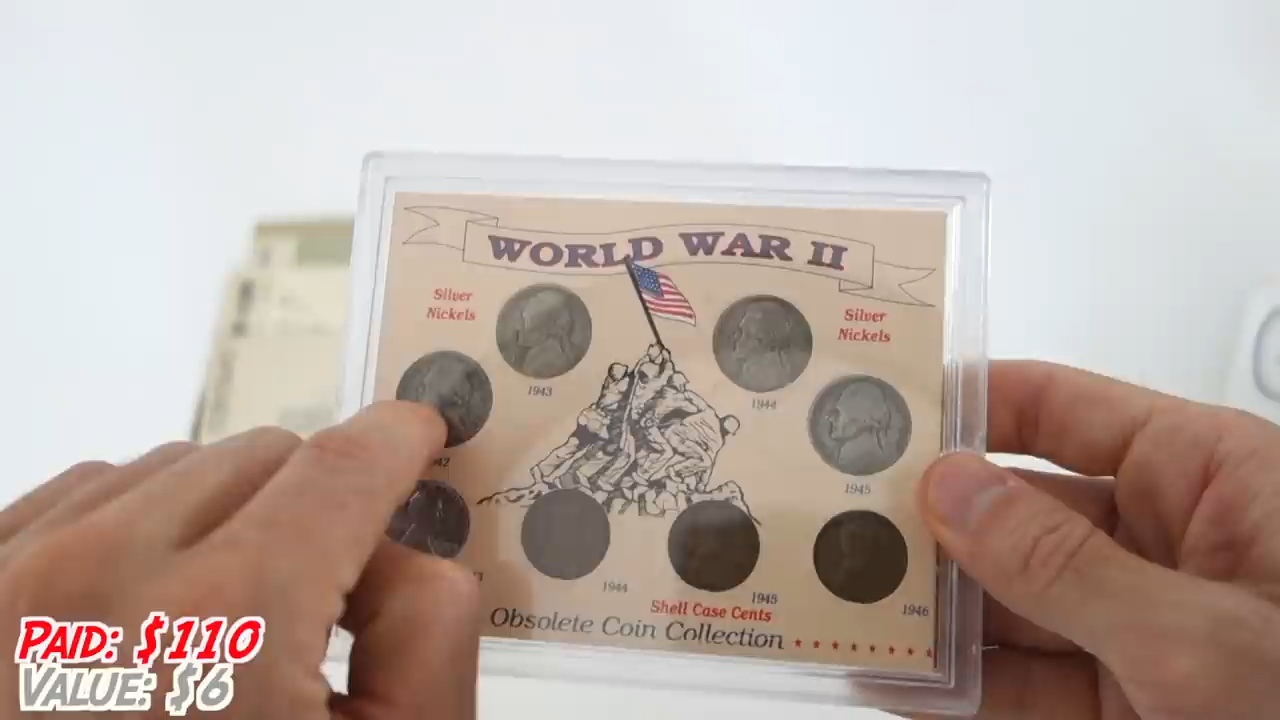 WORLD WAR II
Silver
Nickels
Silver
Nickels
1943
1944
42
1945
1944
1945
1946
Shell Case Cents
Obsolete Coin Collection
PAID: $110
VALUE: $6